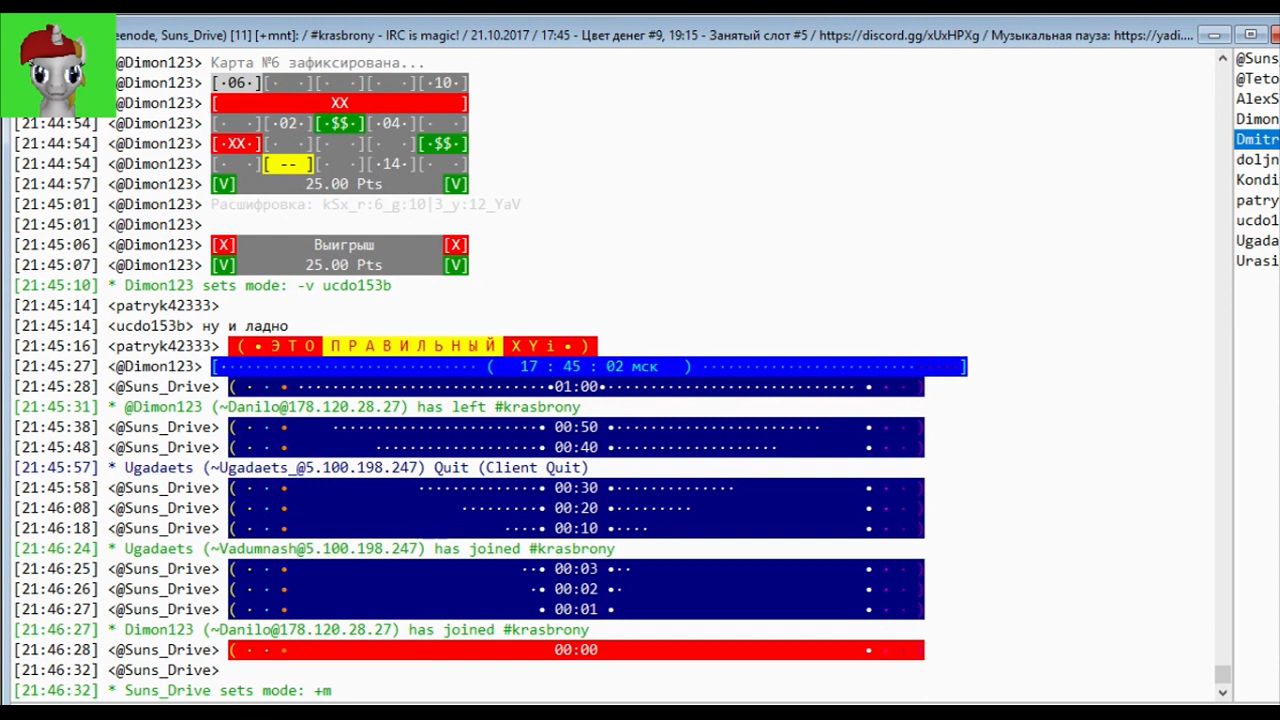 eenode, Suns_Drive) [11] [+mnt]: / #krasbrony - IRC is magic! / 21.10.2017 / 17:45 - Цвет денег #9, 19:15 - Занятый слот #5 / https://discord.gg/xUxHPXg / Музыкальная пауза: https://yadi....
<@Dimon123> Карта №6 зафиксирована...
<@Dimon123> [·06·][· ·][· ·][· ·][·10·]
<@Dimon123> [ XX ]
[21:44:54] <@Dimon123> [· ·][·02·][·$$·][·04·][· ·]
[21:44:54] <@Dimon123> [·XX·][· ·][· ·][· ·][·$$·]
[21:44:54] <@Dimon123> [· ·][ -- ][· ·][·14·][· ·]
[21:44:57] <@Dimon123> [V] 25.00 Pts [V]
[21:45:01] <@Dimon123> Расшифровка: kSx_r:6_g:10|3_y:12_YaV
[21:45:01] <@Dimon123>
[21:45:06] <@Dimon123> [X] Выигрыш [X]
[21:45:07] <@Dimon123> [V] 25.00 Pts [V]
[21:45:10] * Dimon123 sets mode: -v ucdo153b
[21:45:14] <patryk42333>
[21:45:14] <ucdo153b> ну и ладно
[21:45:16] <patryk42333> ( • Э Т О П Р А В И Л Ь Н Ы Й X Y i • )
[21:45:27] <@Dimon123> [······························ ( 17 : 45 : 02 мск ) ······························]
[21:45:28] <@Suns_Drive> ( · · • ·····························•01:00•····························· • · · )
[21:45:31] * @Dimon123 (~Danilo@178.120.28.27) has left #krasbrony
[21:45:38] <@Suns_Drive> ( · · • ························• 00:50 •························ • · · )
[21:45:48] <@Suns_Drive> ( · · • ···················• 00:40 •··················· • · · )
[21:45:57] * Ugadaets (~Ugadaets_@5.100.198.247) Quit (Client Quit)
[21:45:58] <@Suns_Drive> ( · · • ··············• 00:30 •·············· • · · )
[21:46:08] <@Suns_Drive> ( · · • ·········• 00:20 •········· • · · )
[21:46:18] <@Suns_Drive> ( · · • ····• 00:10 •···· • · · )
[21:46:24] * Ugadaets (~Vadumnash@5.100.198.247) has joined #krasbrony
[21:46:25] <@Suns_Drive> ( · · • ··• 00:03 •·· • · · )
[21:46:26] <@Suns_Drive> ( · · • ·• 00:02 •· • · · )
[21:46:27] <@Suns_Drive> ( · · • • 00:01 • • · · )
[21:46:27] * Dimon123 (~Danilo@178.120.28.27) has joined #krasbrony
[21:46:28] <@Suns_Drive> ( · · • 00:00 • · · )
[21:46:32] <@Suns_Drive>
[21:46:32] * Suns_Drive sets mode: +m
@Suns
@Teto
AlexS
Dimon
Dmitr
doljn
Kondi
patry
ucdo1
Ugada
Urasi